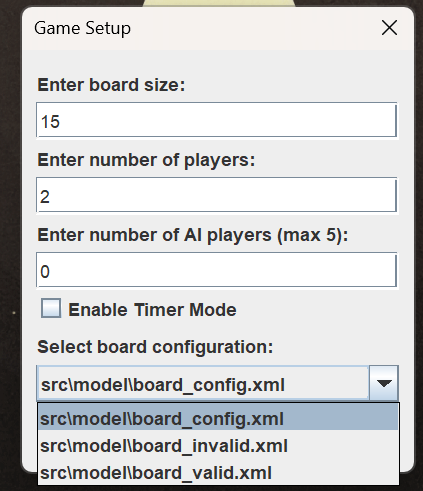 Game Setup
Enter board size:
15
Enter number of players:
2
Enter number of AI players (max 5):
0
Enable Timer Mode
Select board configuration:
src\model\board_config.xml
src\model\board_config.xml
src\model\board_invalid.xml
src\model\board_valid.xml